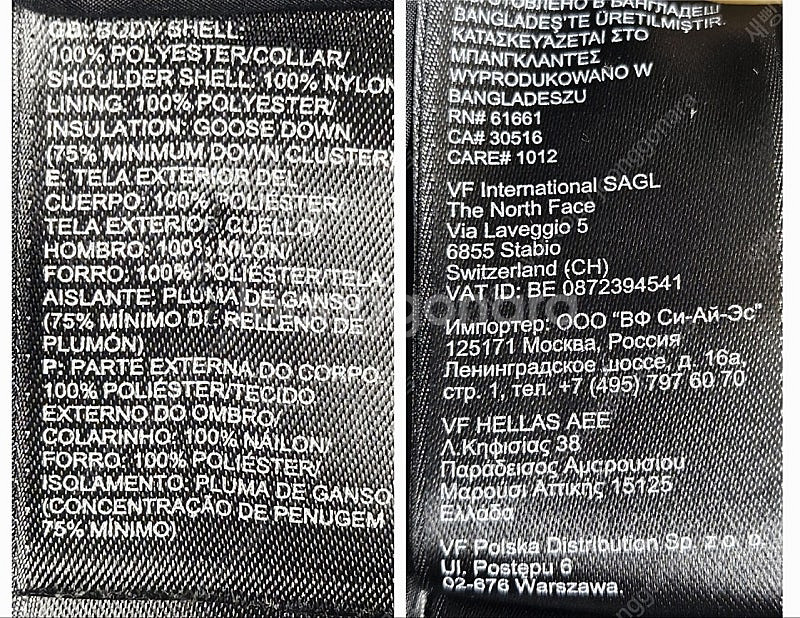 GB: BODY SHELL:
100% POLYESTER/COLLAR/
SHOULDER SHELL: 100% NYLON
LINING: 100% POLYESTER/
INSULATION: GOOSE DOWN
(75% MINIMUM DOWN CLUSTER)
E: TELA EXTERIOR DEL
CUERPO: 100% POLIÉSTER/
TELA EXTERIOR CUELLO/
HOMBRO: 100% NILÓN/
FORRO: 100% POLIÉSTER/TELA
AISLANTE: PLUMA DE GANSO
(75% MÍNIMO DE RELLENO DE
PLUMÓN)
P: PARTE EXTERNA DO CORPO:
100% POLIÉSTER/TECIDO
EXTERNO DO OMBRO/
COLARINHO: 100% NÁILON/
FORRO: 100% POLIÉSTER/
ISOLAMENTO: PLUMA DE GANSO
(CONCENTRAÇÃO DE PENUGEM
75% MÍNIMO)
ИЗГОТОВЛЕНО В БАНГЛАДЕШ
BANGLADEŞ'TE ÜRETİLMİŞTİR.
ΚΑΤΑΣΚΕΥΑΖΕΤΑΙ ΣΤΟ
ΜΠΑΝΓΚΛΑΝΤΕΣ
WYPRODUKOWANO W
BANGLADESZU
RN# 61661
CA# 30516
CARE# 1012
VF International SAGL
The North Face
Via Laveggio 5
6855 Stabio
Switzerland (CH)
VAT ID: BE 0872394541
Импортер: ООО "ВФ Си-Ай-Эс"
125171 Москва, Россия
Ленинградское шоссе, д. 16а,
стр. 1, тел. +7 (495) 797 60 70
VF HELLAS AEE
Λ.Κηφισίας 38
Παράδεισος Αμαρουσίου
Μαρούσι Αττικής 15125
Ελλάδα
VF Polska Distribution Sp. z o. o.
Ul. Postępu 6
02-676 Warszawa.